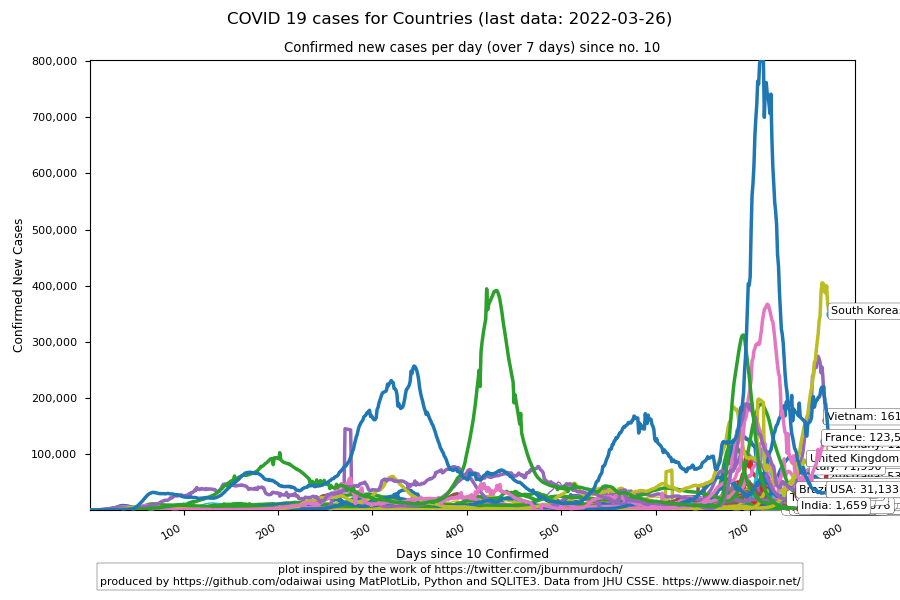 COVID 19 cases for Countries (last data: 2022-03-26)
Confirmed new cases per day (over 7 days) since no. 10
800,000
700,000
600,000
500,000
400,000
300,000
200,000
100,000
Confirmed New Cases
South Korea:
Vietnam: 161
France: 123,5
United Kingdom
USA: 31,133
India: 1,659
100
200
300
400
500
600
700
800
Days since 10 Confirmed
plot inspired by the work of https://twitter.com/jburnmurdoch/
produced by https://github.com/odaiwai using MatPlotLib, Python and SQLITE3. Data from JHU CSSE. https://www.diaspoir.net/